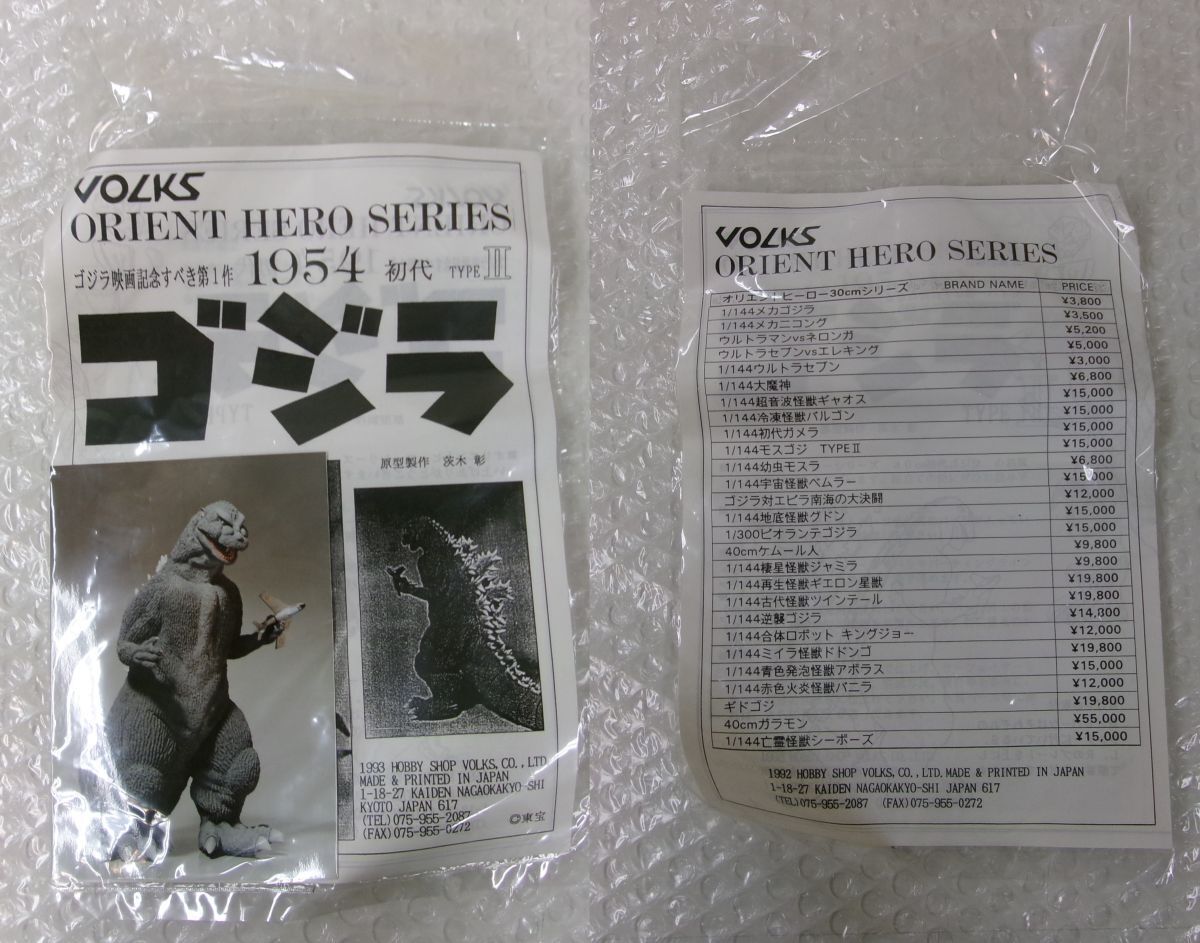 VOLKS
ORIENT HERO SERIES
ゴジラ映画記念すべき第1作 1954 初代 TYPE III
ゴジラ
原型製作 茨木 彰
1993 HOBBY SHOP VOLKS, CO., LTD
MADE & PRINTED IN JAPAN
1-18-27 KAIDEN NAGAOKAKYO-SHI
KYOTO JAPAN 617
(TEL)075-955-2087
(FAX)075-955-0272
©東宝
VOLKS
ORIENT HERO SERIES
オリエントヒーロー30cmシリーズ BRAND NAME PRICE
1/144メカゴジラ ¥3,800
1/144メカニコング ¥3,500
ウルトラマンvsネロンガ ¥5,200
ウルトラセブンvsエレキング ¥5,000
1/144ウルトラセブン ¥3,000
1/144大魔神 ¥6,800
1/144超音波怪獣ギャオス ¥15,000
1/144冷凍怪獣バルゴン ¥15,000
1/144初代ガメラ ¥15,000
1/144モスゴジ TYPEⅡ ¥15,000
1/144幼虫モスラ ¥6,800
1/144宇宙怪獣ベムラー ¥15,000
ゴジラ対エビラ南海の大決闘 ¥12,000
1/144地底怪獣グドン ¥15,000
1/300ビオランテゴジラ ¥15,000
40cmケムール人 ¥9,800
1/144棲星怪獣ジャミラ ¥9,800
1/144再生怪獣ギエロン星獣 ¥19,800
1/144古代怪獣ツインテール ¥19,800
1/144逆襲ゴジラ ¥14,800
1/144合体ロボット キングジョー ¥12,000
1/144ミイラ怪獣ドドンゴ ¥19,800
1/144青色発泡怪獣アボラス ¥15,000
1/144赤色火炎怪獣バニラ ¥12,000
ギドゴジ ¥19,800
40cmガラモン ¥55,000
1/144亡霊怪獣シーボーズ ¥15,000
1992 HOBBY SHOP VOLKS, CO., LTD. MADE & PRINTED IN JAPAN
1-18-27 KAIDEN NAGAOKAKYO-SHI JAPAN 617
(TEL)075-955-2087 (FAX)075-955-0272